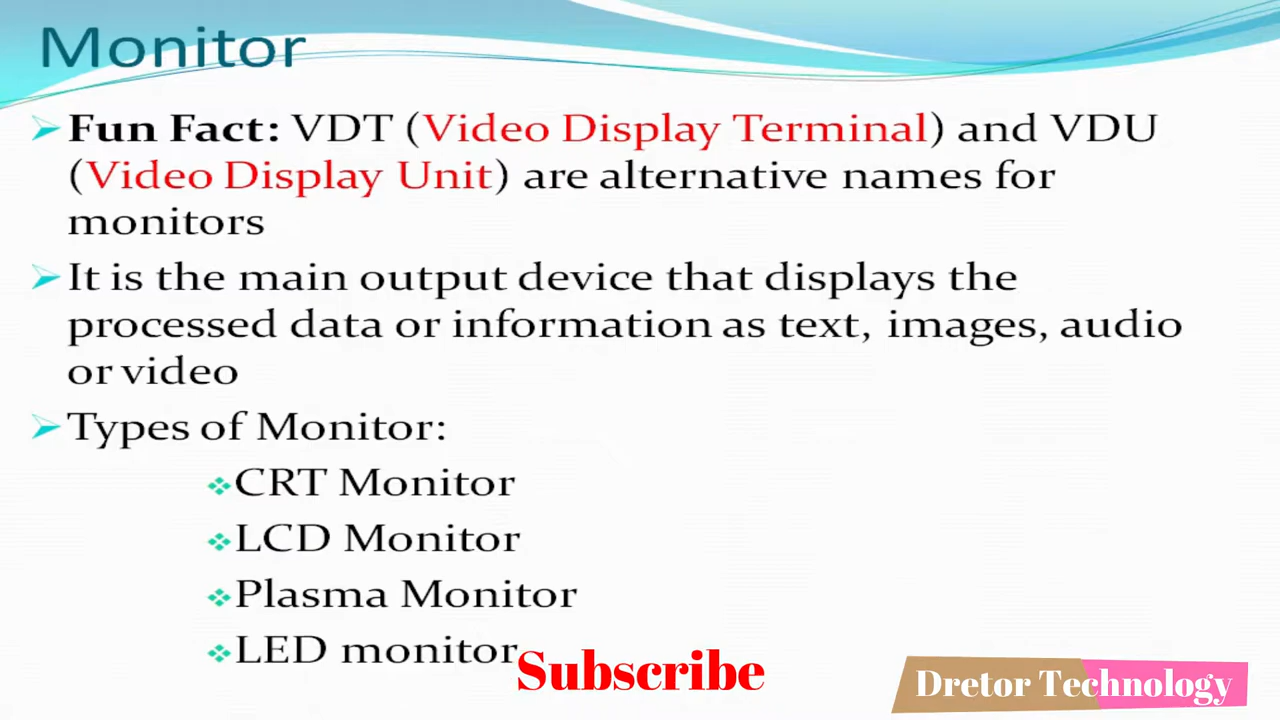 Monitor
Fun Fact: VDT (Video Display Terminal) and VDU
(Video Display Unit) are alternative names for
monitors
It is the main output device that displays the
processed data or information as text, images, audio
or video
Types of Monitor:
CRT Monitor
LCD Monitor
Plasma Monitor
LED monitor
Subscribe
Dretor Technology